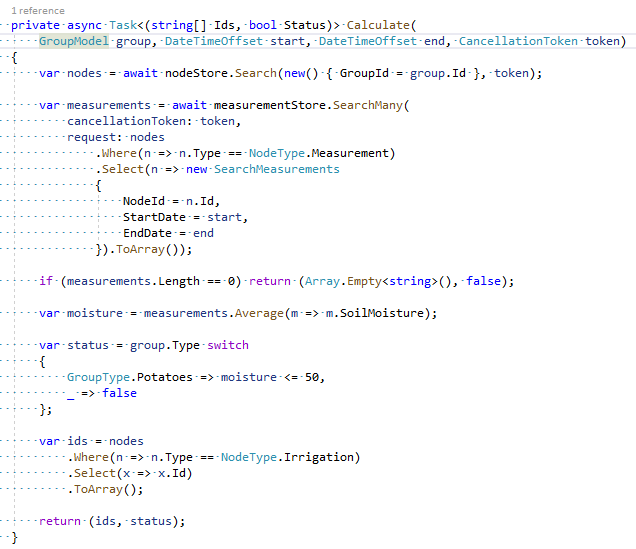 1 reference
private async Task<(string[] Ids, bool Status)> Calculate(
GroupModel group, DateTimeOffset start, DateTimeOffset end, CancellationToken token)
{
var nodes = await nodeStore.Search(new() { GroupId = group.Id }, token);
var measurements = await measurementStore.SearchMany(
cancellationToken: token,
request: nodes
.Where(n => n.Type == NodeType.Measurement)
.Select(n => new SearchMeasurements
{
NodeId = n.Id,
StartDate = start,
EndDate = end
}).ToArray());
if (measurements.Length == 0) return (Array.Empty<string>(), false);
var moisture = measurements.Average(m => m.SoilMoisture);
var status = group.Type switch
{
GroupType.Potatoes => moisture <= 50,
_ => false
};
var ids = nodes
.Where(n => n.Type == NodeType.Irrigation)
.Select(x => x.Id)
.ToArray();
return (ids, status);
}